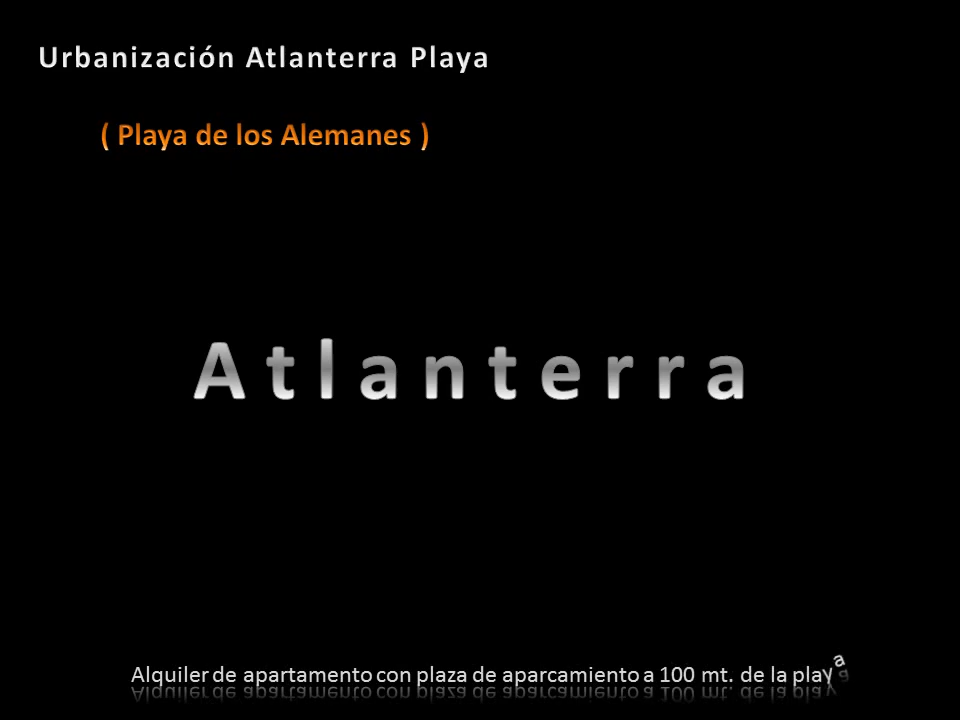 Urbanización Atlanterra Playa
( Playa de los Alemanes )
Atlanterra
Alquiler de apartamento con plaza de aparcamiento a 100 mt. de la playa